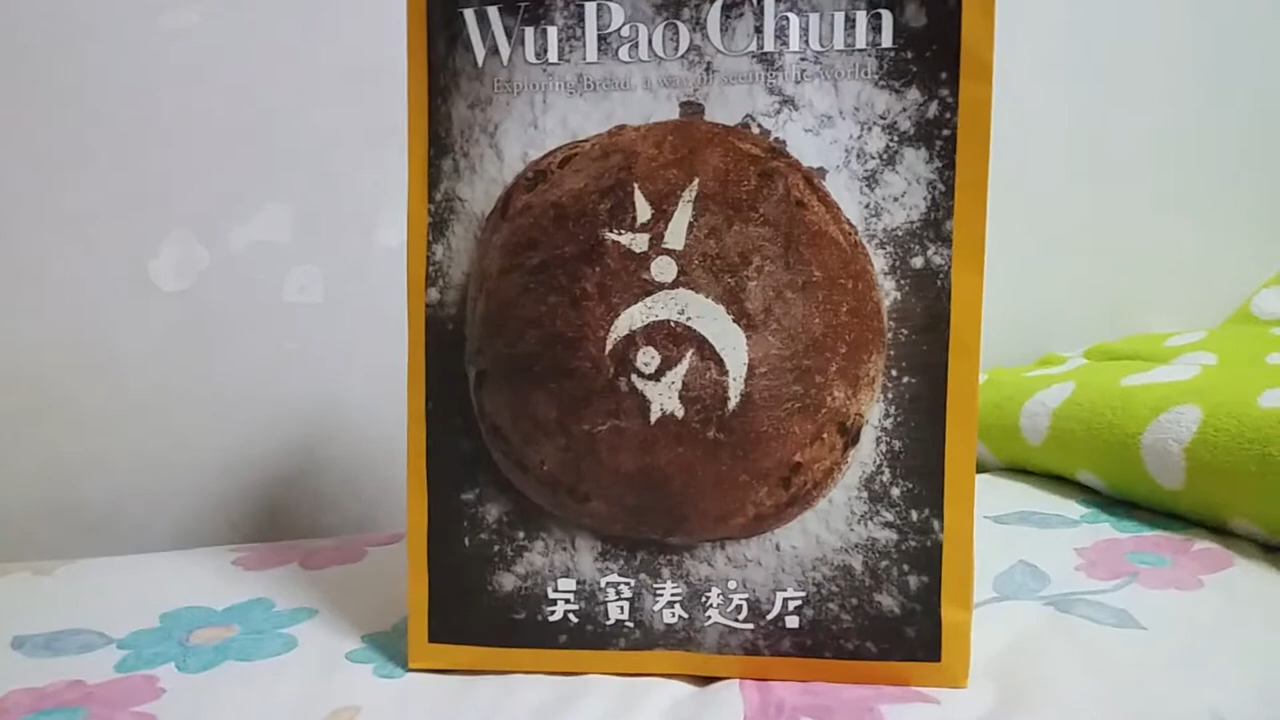 Wu Pao Chun
Exploring Bread, a way of seeing the world.
吳寶春麥方店